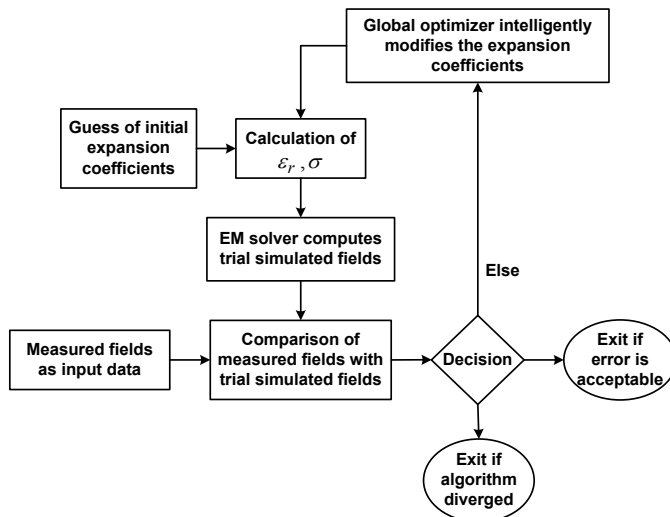 Global optimizer intelligently
modifies the expansion
coefficients
Guess of initial
expansion
coefficients
Calculation of
εr , σ
EM solver computes
trial simulated fields
Else
Measured fields
as input data
Comparison of
measured fields with
trial simulated fields
Decision
Exit if
error is
acceptable
Exit if
algorithm
diverged